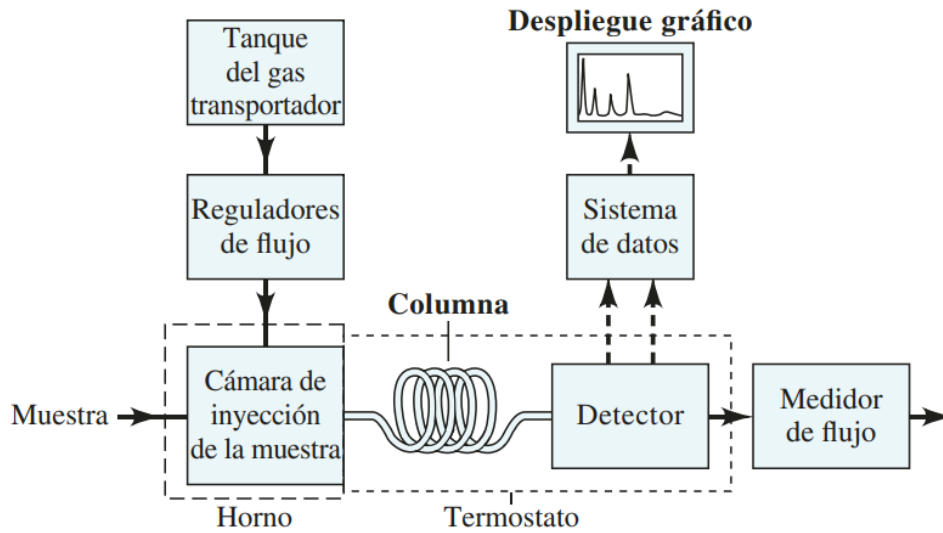 Despliegue gráfico
Tanque
del gas
transportador
Reguladores
de flujo
Sistema
de datos
Columna
Muestra
Cámara de
inyección
de la muestra
Detector
Medidor
de flujo
Horno
Termostato